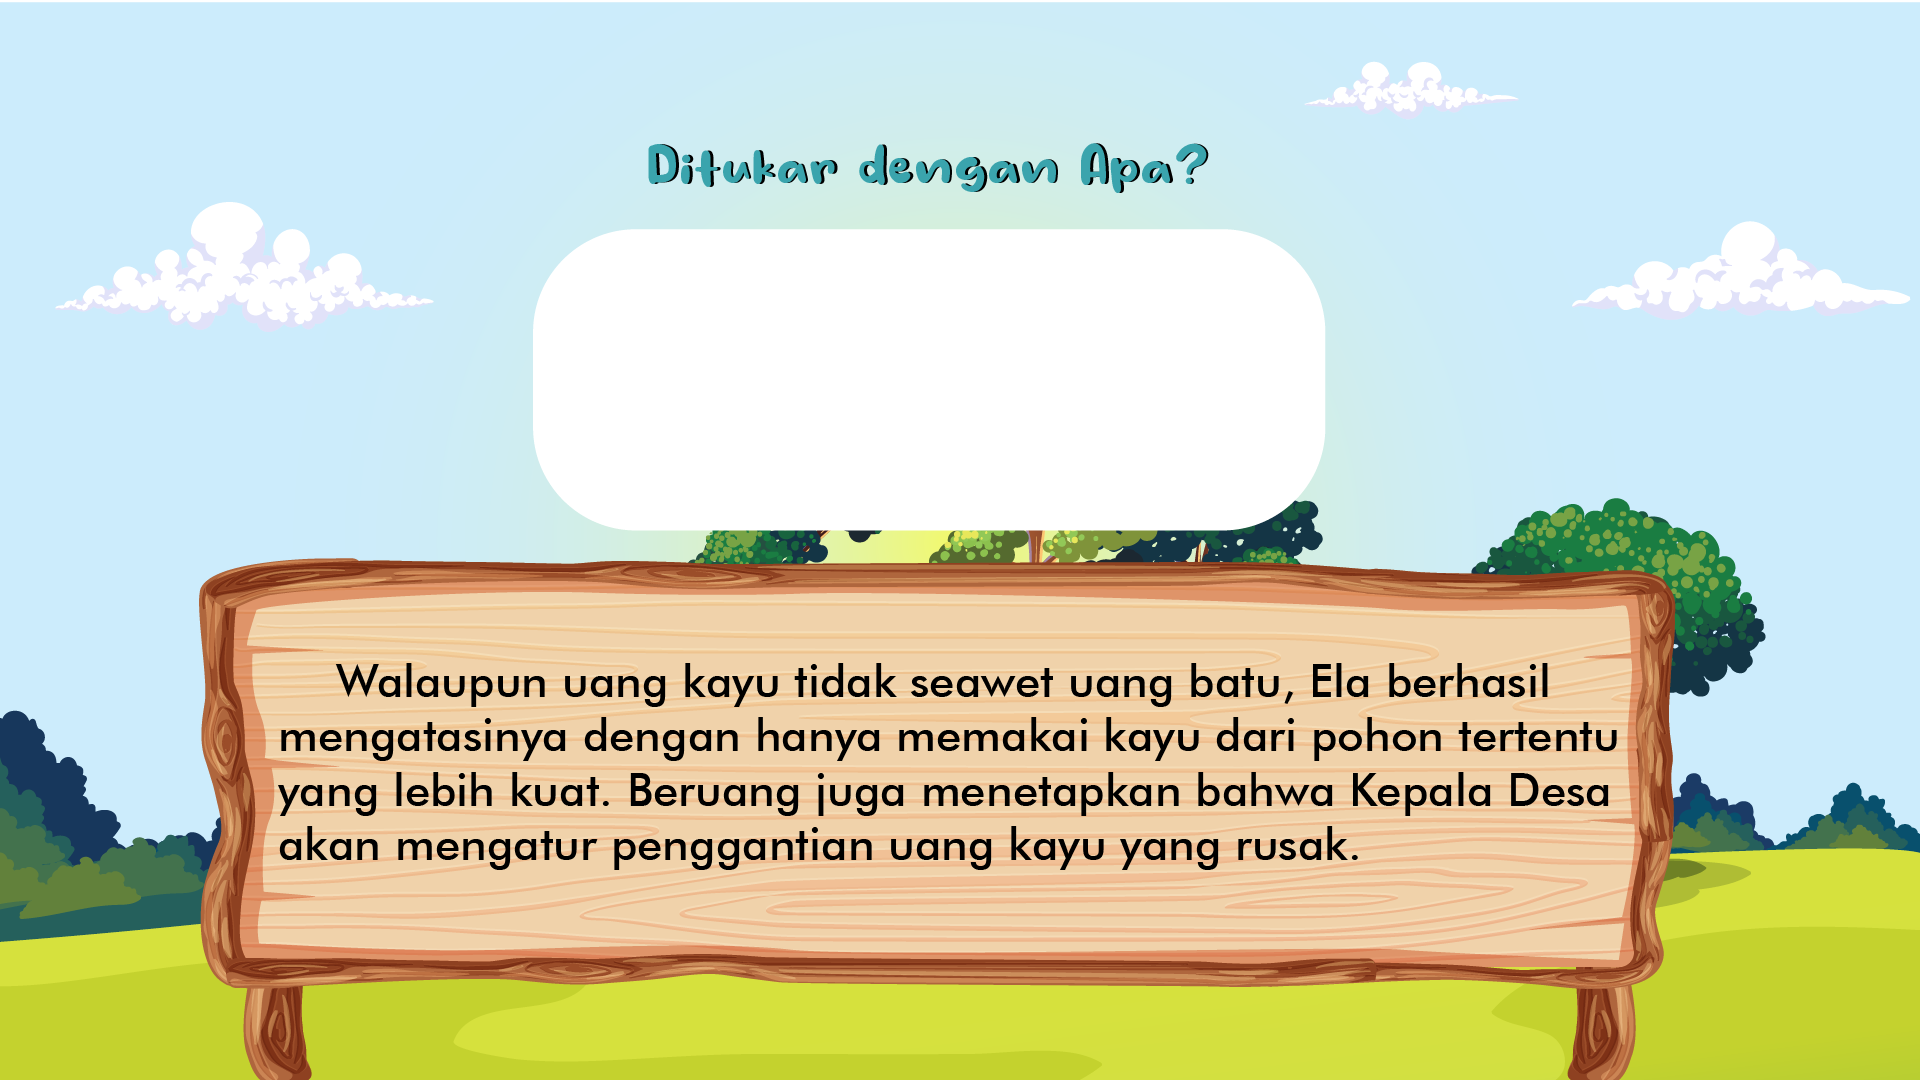 Ditukar dengan Apa?
Walaupun uang kayu tidak seawet uang batu, Ela berhasil
mengatasinya dengan hanya memakai kayu dari pohon tertentu
yang lebih kuat. Beruang juga menetapkan bahwa Kepala Desa
akan mengatur penggantian uang kayu yang rusak.